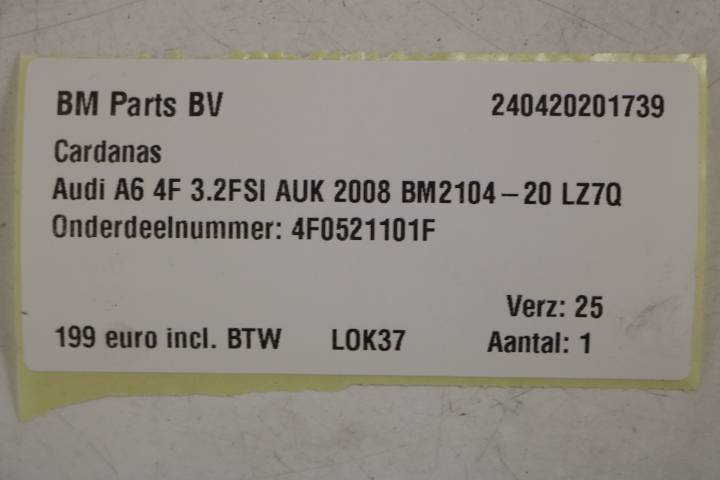 BM Parts BV 240420201739
Cardanas
Audi A6 4F 3.2FSI AUK 2008 BM2104-20 LZ7Q
Onderdeelnummer: 4F0521101F
Verz: 25
199 euro incl. BTW LOK37 Aantal: 1